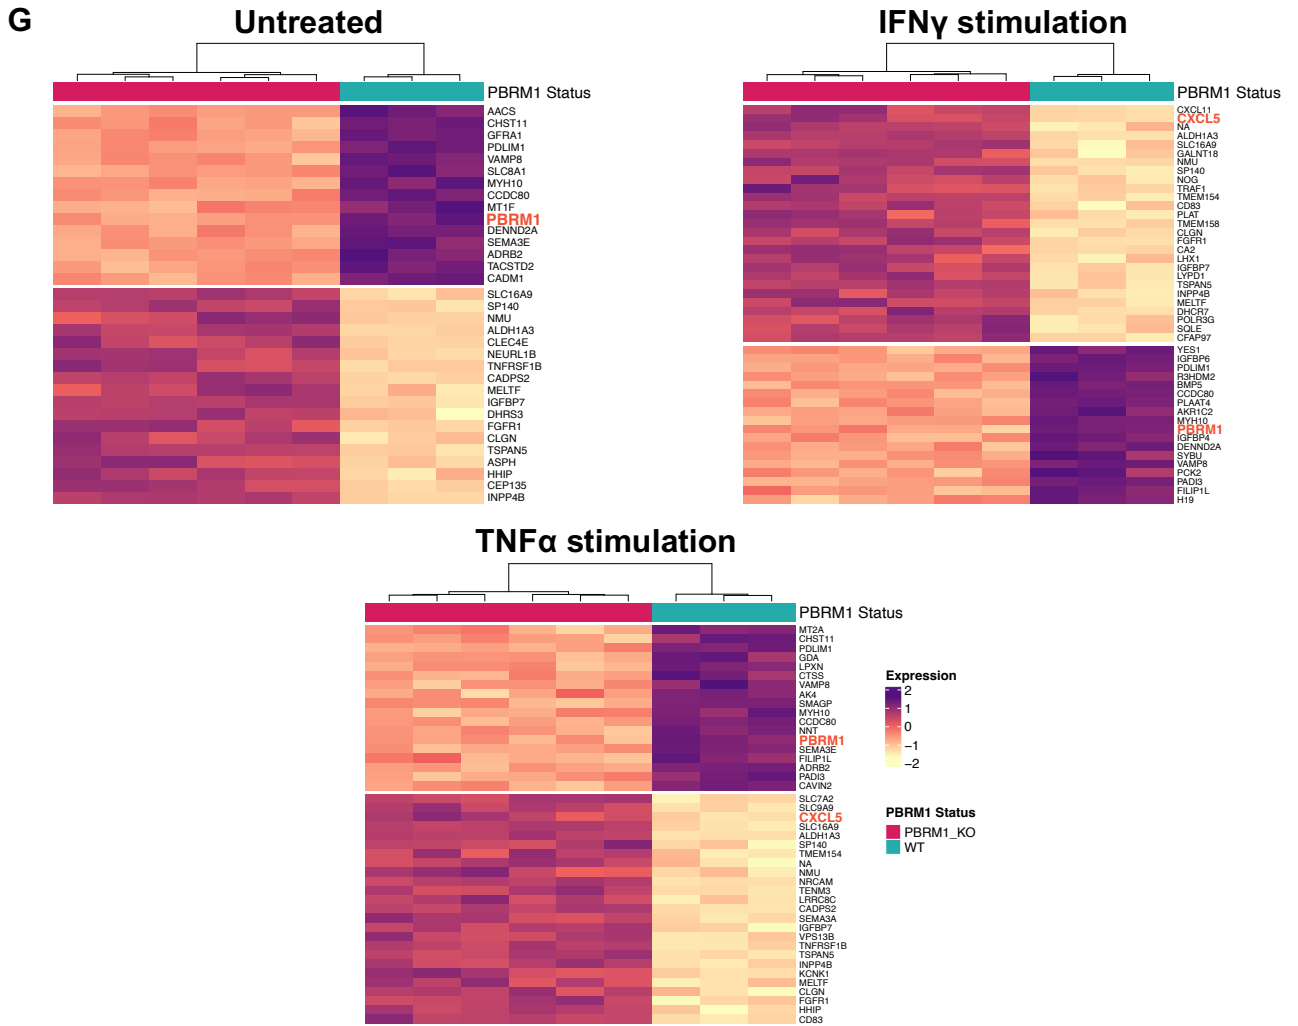 G
Untreated
PBRM1 Status
AACS
CHST11
GFRA1
PDLIM1
VAMP8
SLC8A1
MYH10
CCDC80
MT1F
PBRM1
DENND2A
SEMA3E
ADRB2
TACSTD2
CADM1
SLC16A9
SP140
NMU
ALDH1A3
CLEC4E
NEURL1B
TNFRSF1B
CADPS2
MELTF
IGFBP7
DHRS3
FGFR1
CLGN
TSPAN5
ASPH
HHIP
CEP135
INPP4B
IFNγ stimulation
PBRM1 Status
CXCL11
CXCL5
NA
ALDH1A3
SLC16A9
GALNT18
NMU
SP140
NOG
TRAF1
TMEM154
CD83
PLAT
TMEM158
CLGN
FGFR1
CA2
LHX1
IGFBP7
LYPD1
TSPAN5
INPP4B
MELTF
DHCR7
POLR3G
SQLE
CFAP97
YES1
IGFBP6
PDLIM1
R3HDM2
BMP5
CCDC80
PLAAT4
AKR1C2
MYH10
PBRM1
IGFBP4
DENND2A
SYBU
VAMP8
PCK2
PADI3
FILIP1L
H19
TNFα stimulation
PBRM1 Status
MT2A
CHST11
PDLIM1
GDA
LPXN
CTSS
VAMP8
AK4
SMAGP
MYH10
CCDC80
NNT
PBRM1
SEMA3E
FILIP1L
ADRB2
PADI3
CAVIN2
SLC7A2
SLC9A9
CXCL5
SLC16A9
ALDH1A3
SP140
TMEM154
NA
NMU
NRCAM
TENM3
LRRC8C
CADPS2
SEMA3A
IGFBP7
VPS13B
TNFRSF1B
TSPAN5
INPP4B
KCNK1
MELTF
CLGN
FGFR1
HHIP
CD83
Expression
2
1
0
−1
−2
PBRM1 Status
PBRM1_KO
WT